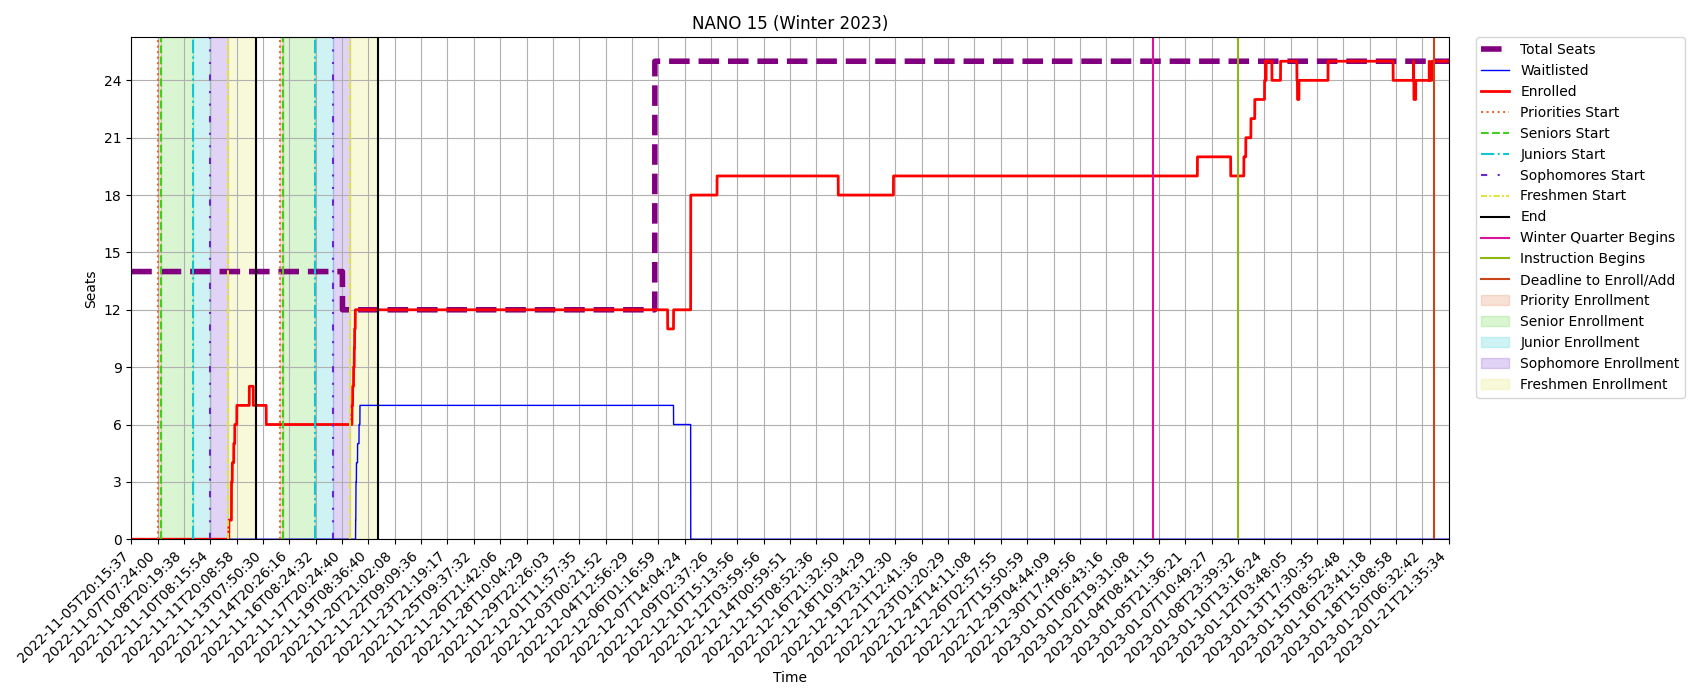 NANO 15 (Winter 2023)
Seats
24
21
18
15
12
9
6
3
0
2022-11-05T20:15:37
2022-11-07T07:24:00
2022-11-08T20:19:38
2022-11-10T08:15:54
2022-11-11T20:08:58
2022-11-13T07:50:30
2022-11-14T20:26:16
2022-11-16T08:24:32
2022-11-17T20:24:40
2022-11-19T08:36:40
2022-11-20T21:02:08
2022-11-22T09:09:36
2022-11-23T21:19:17
2022-11-25T09:37:32
2022-11-26T21:42:06
2022-11-28T10:04:29
2022-11-29T22:26:03
2022-12-01T11:57:35
2022-12-03T00:21:52
2022-12-04T12:56:29
2022-12-06T01:16:59
2022-12-07T14:04:24
2022-12-09T02:37:26
2022-12-10T15:13:56
2022-12-12T03:59:56
2022-12-14T00:59:51
2022-12-15T08:52:36
2022-12-16T21:32:50
2022-12-18T10:34:29
2022-12-19T23:12:30
2022-12-21T12:41:36
2022-12-23T01:20:29
2022-12-24T14:11:08
2022-12-26T02:57:55
2022-12-27T15:50:59
2022-12-29T04:44:09
2022-12-30T17:49:56
2023-01-01T06:43:16
2023-01-02T19:31:08
2023-01-04T08:41:15
2023-01-05T21:36:21
2023-01-07T10:49:27
2023-01-08T23:39:32
2023-01-10T13:16:24
2023-01-12T03:48:05
2023-01-13T17:30:35
2023-01-15T08:52:48
2023-01-16T23:41:18
2023-01-18T15:08:58
2023-01-20T06:32:42
2023-01-21T21:35:34
Time
Total Seats
Waitlisted
Enrolled
Priorities Start
Seniors Start
Juniors Start
Sophomores Start
Freshmen Start
End
Winter Quarter Begins
Instruction Begins
Deadline to Enroll/Add
Priority Enrollment
Senior Enrollment
Junior Enrollment
Sophomore Enrollment
Freshmen Enrollment